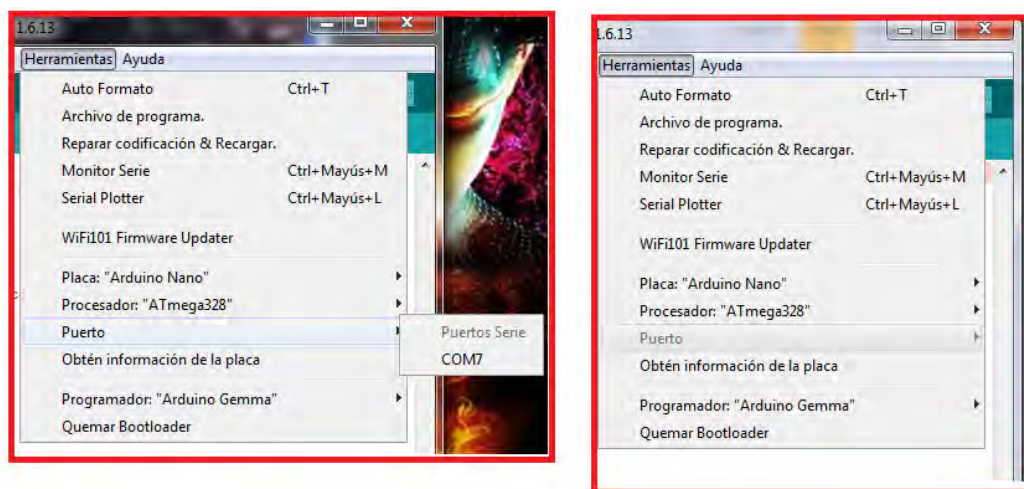 1.6.13
Herramientas Ayuda
Auto Formato Ctrl+T
Archivo de programa.
Reparar codificación & Recargar.
Monitor Serie Ctrl+Mayús+M
Serial Plotter Ctrl+Mayús+L
WiFi101 Firmware Updater
Placa: "Arduino Nano"
Procesador: "ATmega328"
Puerto
Puertos Serie
Obtén información de la placa
COM7
Programador: "Arduino Gemma"
Quemar Bootloader
1.6.13
Herramientas Ayuda
Auto Formato Ctrl+T
Archivo de programa.
Reparar codificación & Recargar.
Monitor Serie Ctrl+Mayús+M
Serial Plotter Ctrl+Mayús+L
WiFi101 Firmware Updater
Placa: "Arduino Nano"
Procesador: "ATmega328"
Puerto
Obtén información de la placa
Programador: "Arduino Gemma"
Quemar Bootloader